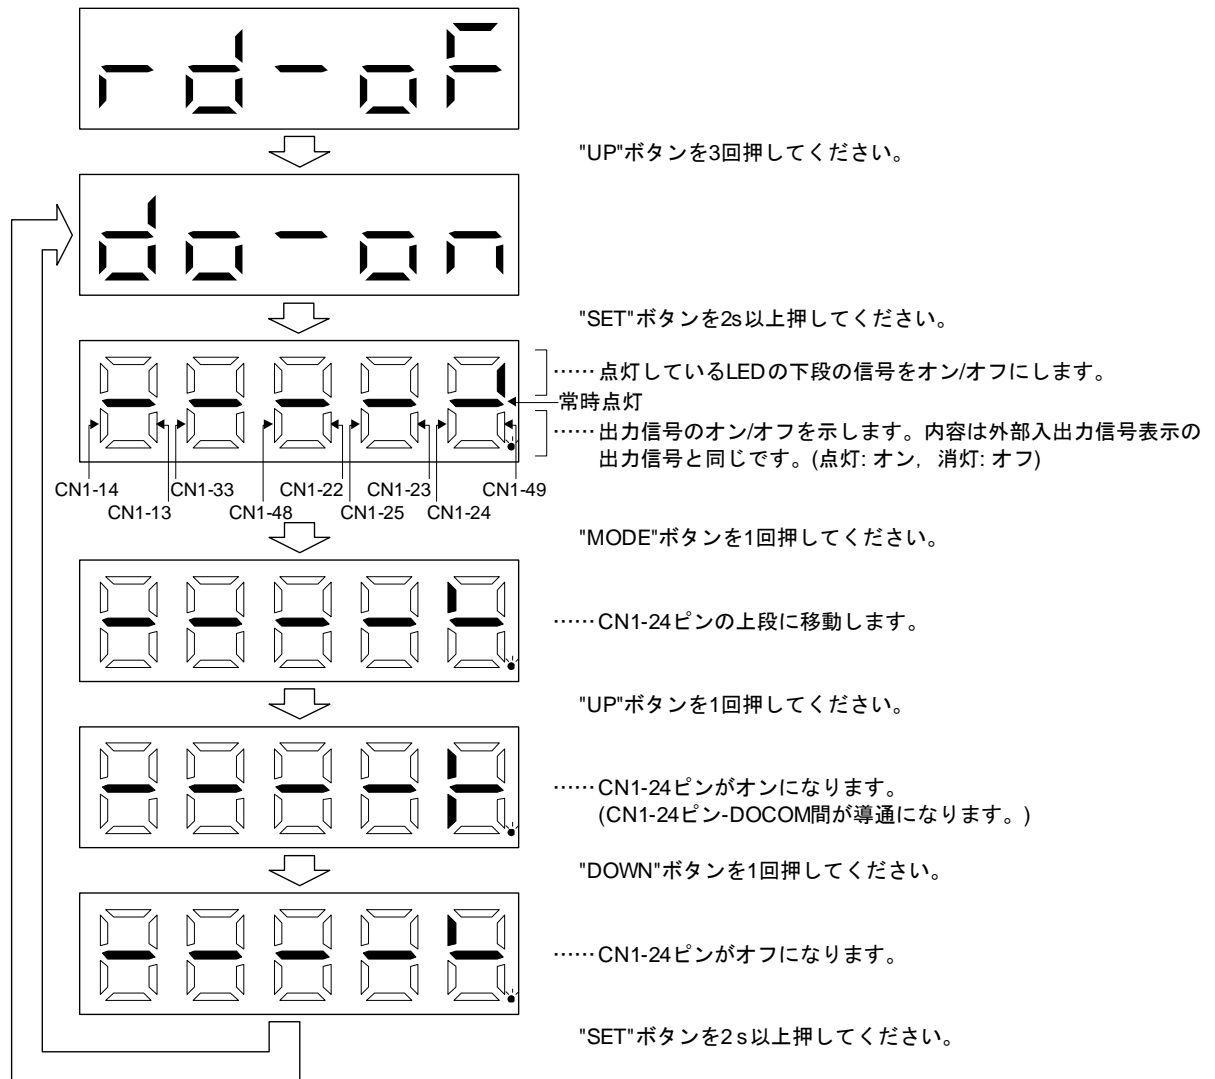 rd-oF
"UP"ボタンを3回押してください。
do-on
"SET"ボタンを2s以上押してください。
……点灯しているLEDの下段の信号をオン/オフにします。
常時点灯
……出力信号のオン/オフを示します。内容は外部入出力信号表示の
出力信号と同じです。(点灯: オン, 消灯: オフ)
CN1-14 CN1-33 CN1-22 CN1-23 CN1-49
CN1-13 CN1-48 CN1-25 CN1-24
"MODE"ボタンを1回押してください。
……CN1-24ピンの上段に移動します。
"UP"ボタンを1回押してください。
……CN1-24ピンがオンになります。
(CN1-24ピン-DOCOM間が導通になります。)
"DOWN"ボタンを1回押してください。
……CN1-24ピンがオフになります。
"SET"ボタンを2s以上押してください。